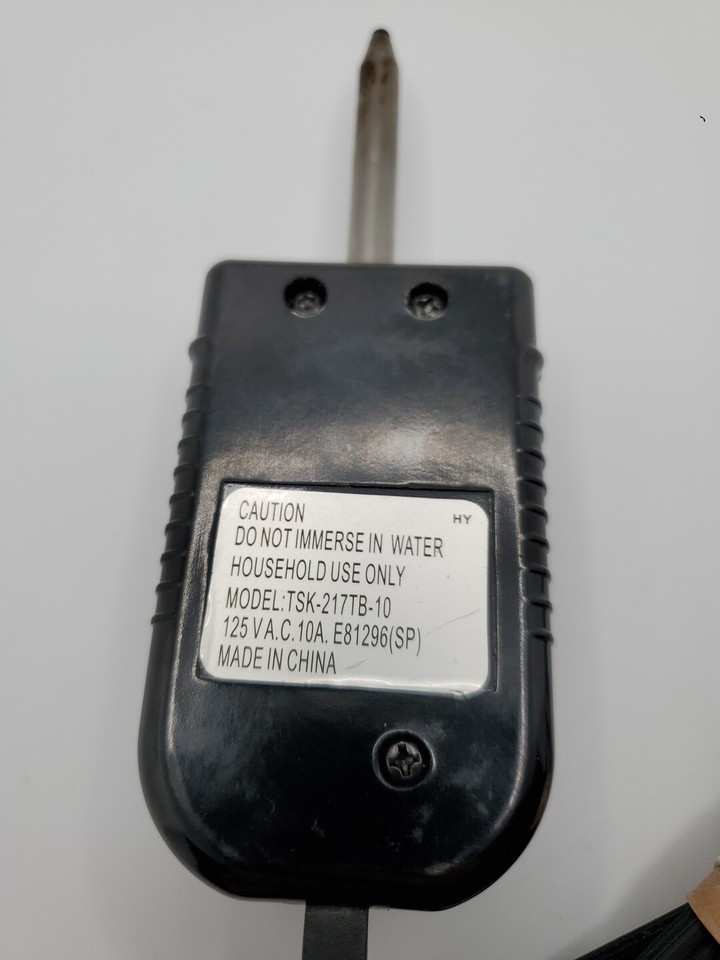 CAUTION HY
DO NOT IMMERSE IN WATER
HOUSEHOLD USE ONLY
MODEL:TSK-217TB-10
125 V A.C.10A. E81296(SP)
MADE IN CHINA